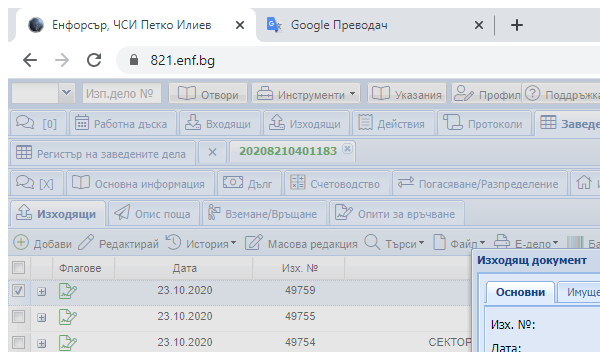 Енфорсър, ЧСИ Петко Илиев × Google Преводач × +
821.enf.bg
Изп.дело № Отвори Инструменти Указания Профил Поддръжка
[0] Работна дъска Входящи Изходящи Действия Протоколи Заведе
Регистър на заведените дела × 20208210401183
[X] Основна информация Дълг Счетоводство Погасяване/Разпределение И
Изходящи Опис поща Вземане/Връщане Опити за връчване
Добави Редактирай История Масова редакция Търси Файл Е-дело Ба
Изходящ документ
Флагове Дата Изх. №
Основни Имуще
23.10.2020 49759
23.10.2020 49755
Изх. №:
23.10.2020 49754 СЕКТОР
Дата: